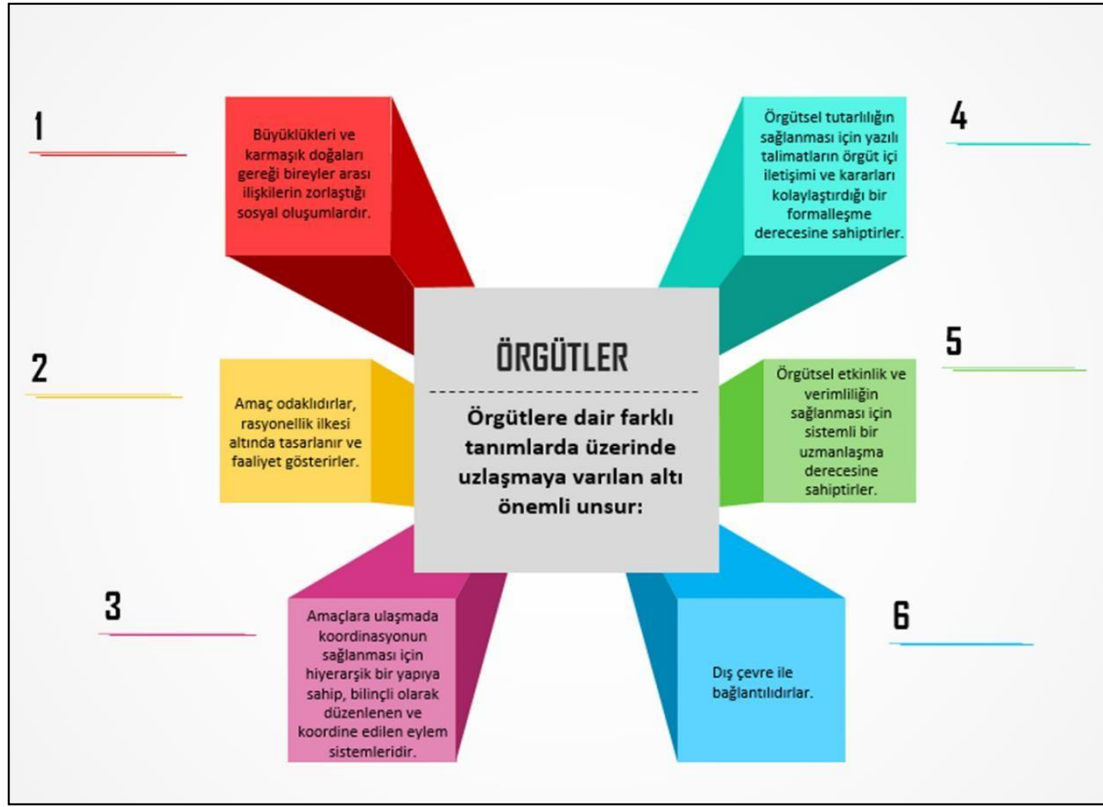 1
Büyüklükleri ve
karmaşık doğaları
gereği bireyler arası
ilişkilerin zorlaştığı
sosyal oluşumlardır.
2
Amaç odaklıdırlar,
rasyonellik ilkesi
altında tasarlanır ve
faaliyet gösterirler.
3
Amaçlara ulaşmada
koordinasyonun
sağlanması için
hiyerarşik bir yapıya
sahip, bilinçli olarak
düzenlenen ve
koordine edilen eylem
sistemleridir.
ÖRGÜTLER
Örgütlere dair farklı
tanımlarda üzerinde
uzlaşmaya varılan altı
önemli unsur:
4
Örgütsel tutarlılığın
sağlanması için yazılı
talimatların örgüt içi
iletişimi ve kararları
kolaylaştırdığı bir
formalleşme
derecesine sahiptirler.
5
Örgütsel etkinlik ve
verimliliğin
sağlanması için
sistemli bir
uzmanlaşma
derecesine
sahiptirler.
6
Dış çevre ile
bağlantılıdırlar.